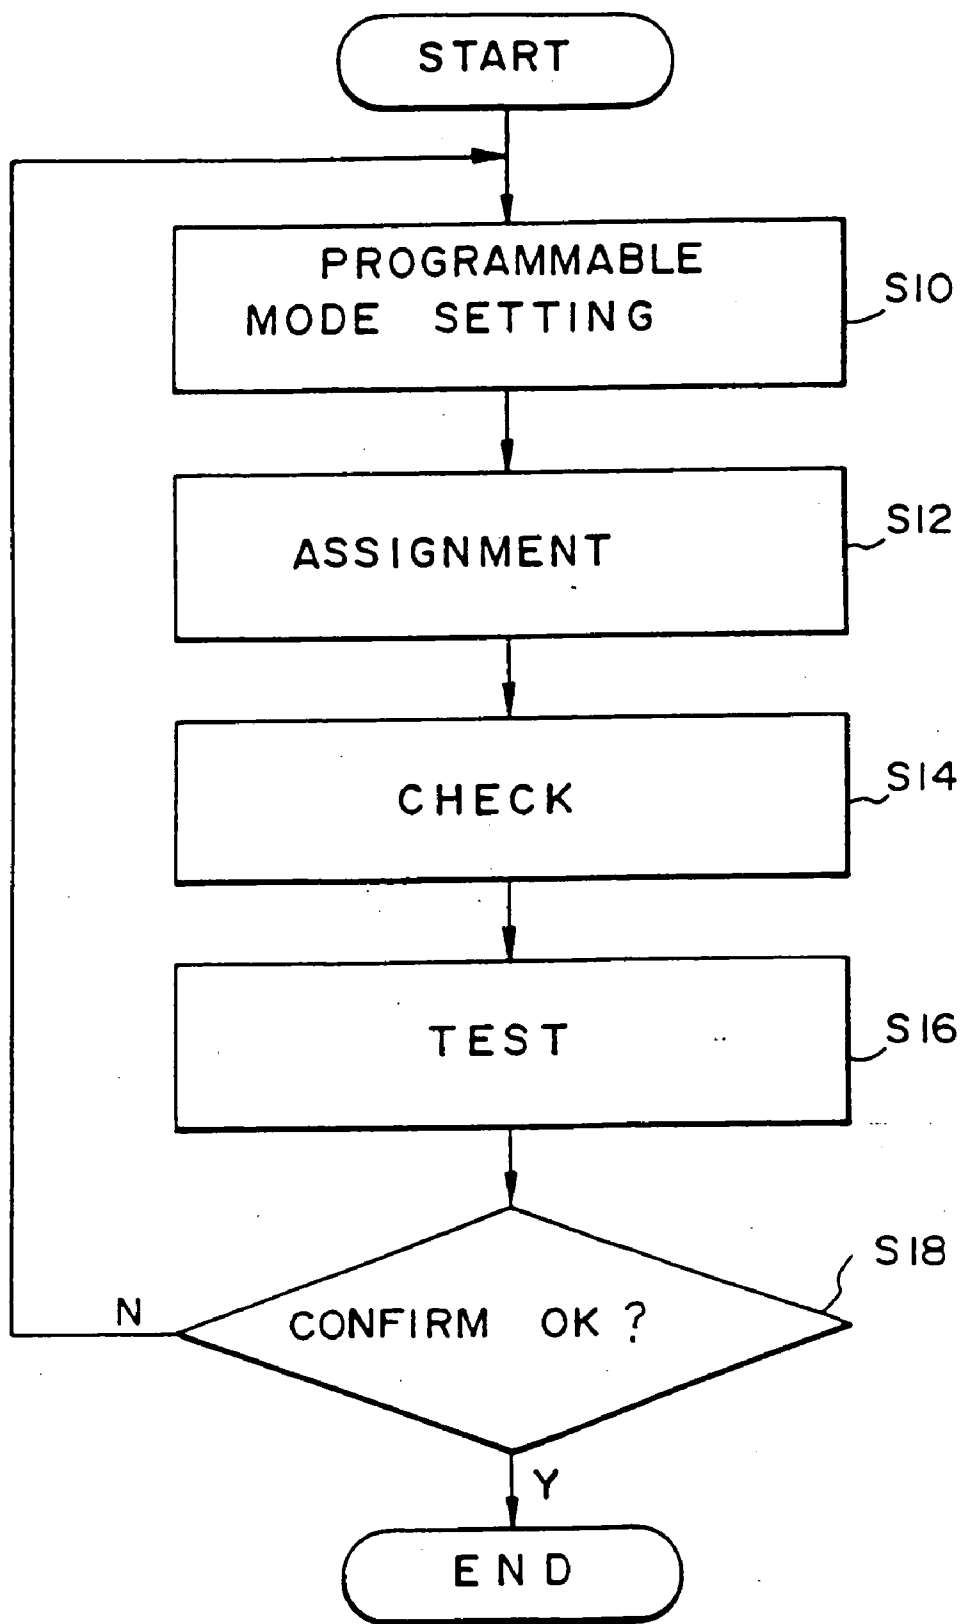 START
PROGRAMMABLE
MODE SETTING
S10
ASSIGNMENT
S12
CHECK
S14
TEST
S16
CONFIRM OK?
S18
N
Y
END